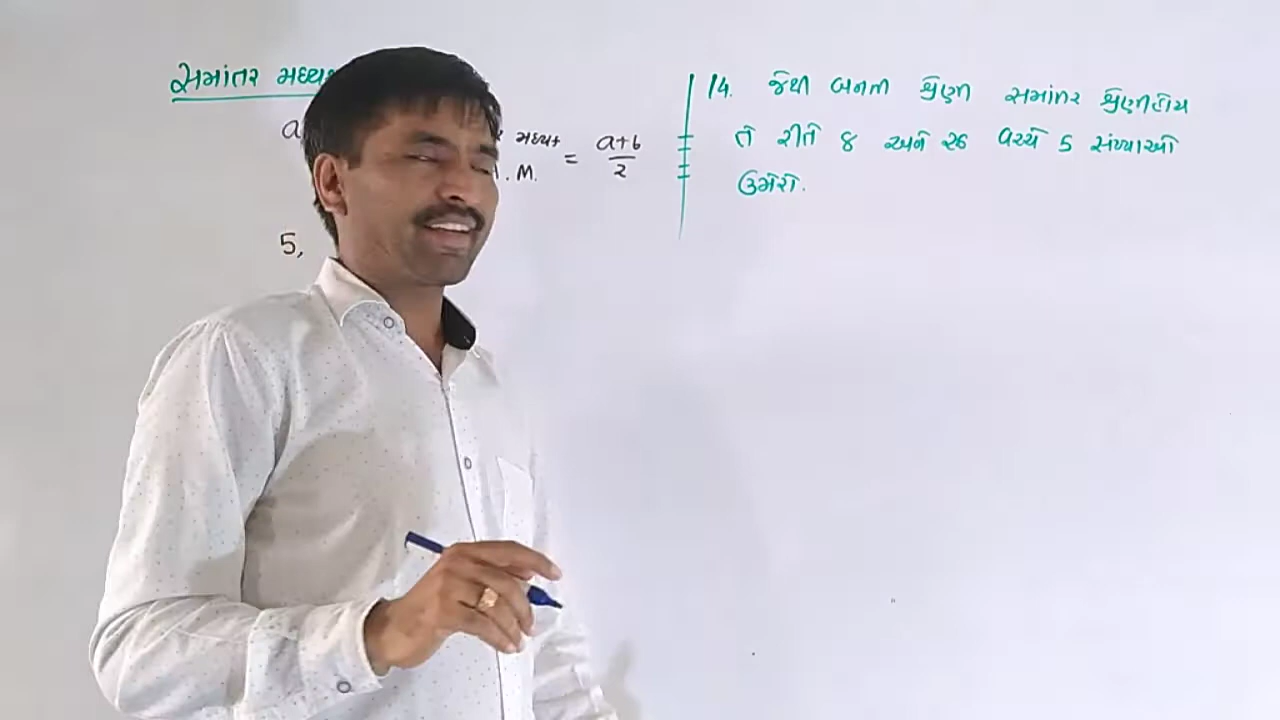 સમાંતર મધ્યક
a
મધ્યક
A.M. = a+b/2
5,
14. જેથી બનતી શ્રેણી સમાંતર શ્રેણીહોય
તે રીતે 8 અને 26 વચ્ચે 5 સંખ્યાઓ
ઉમેરો.